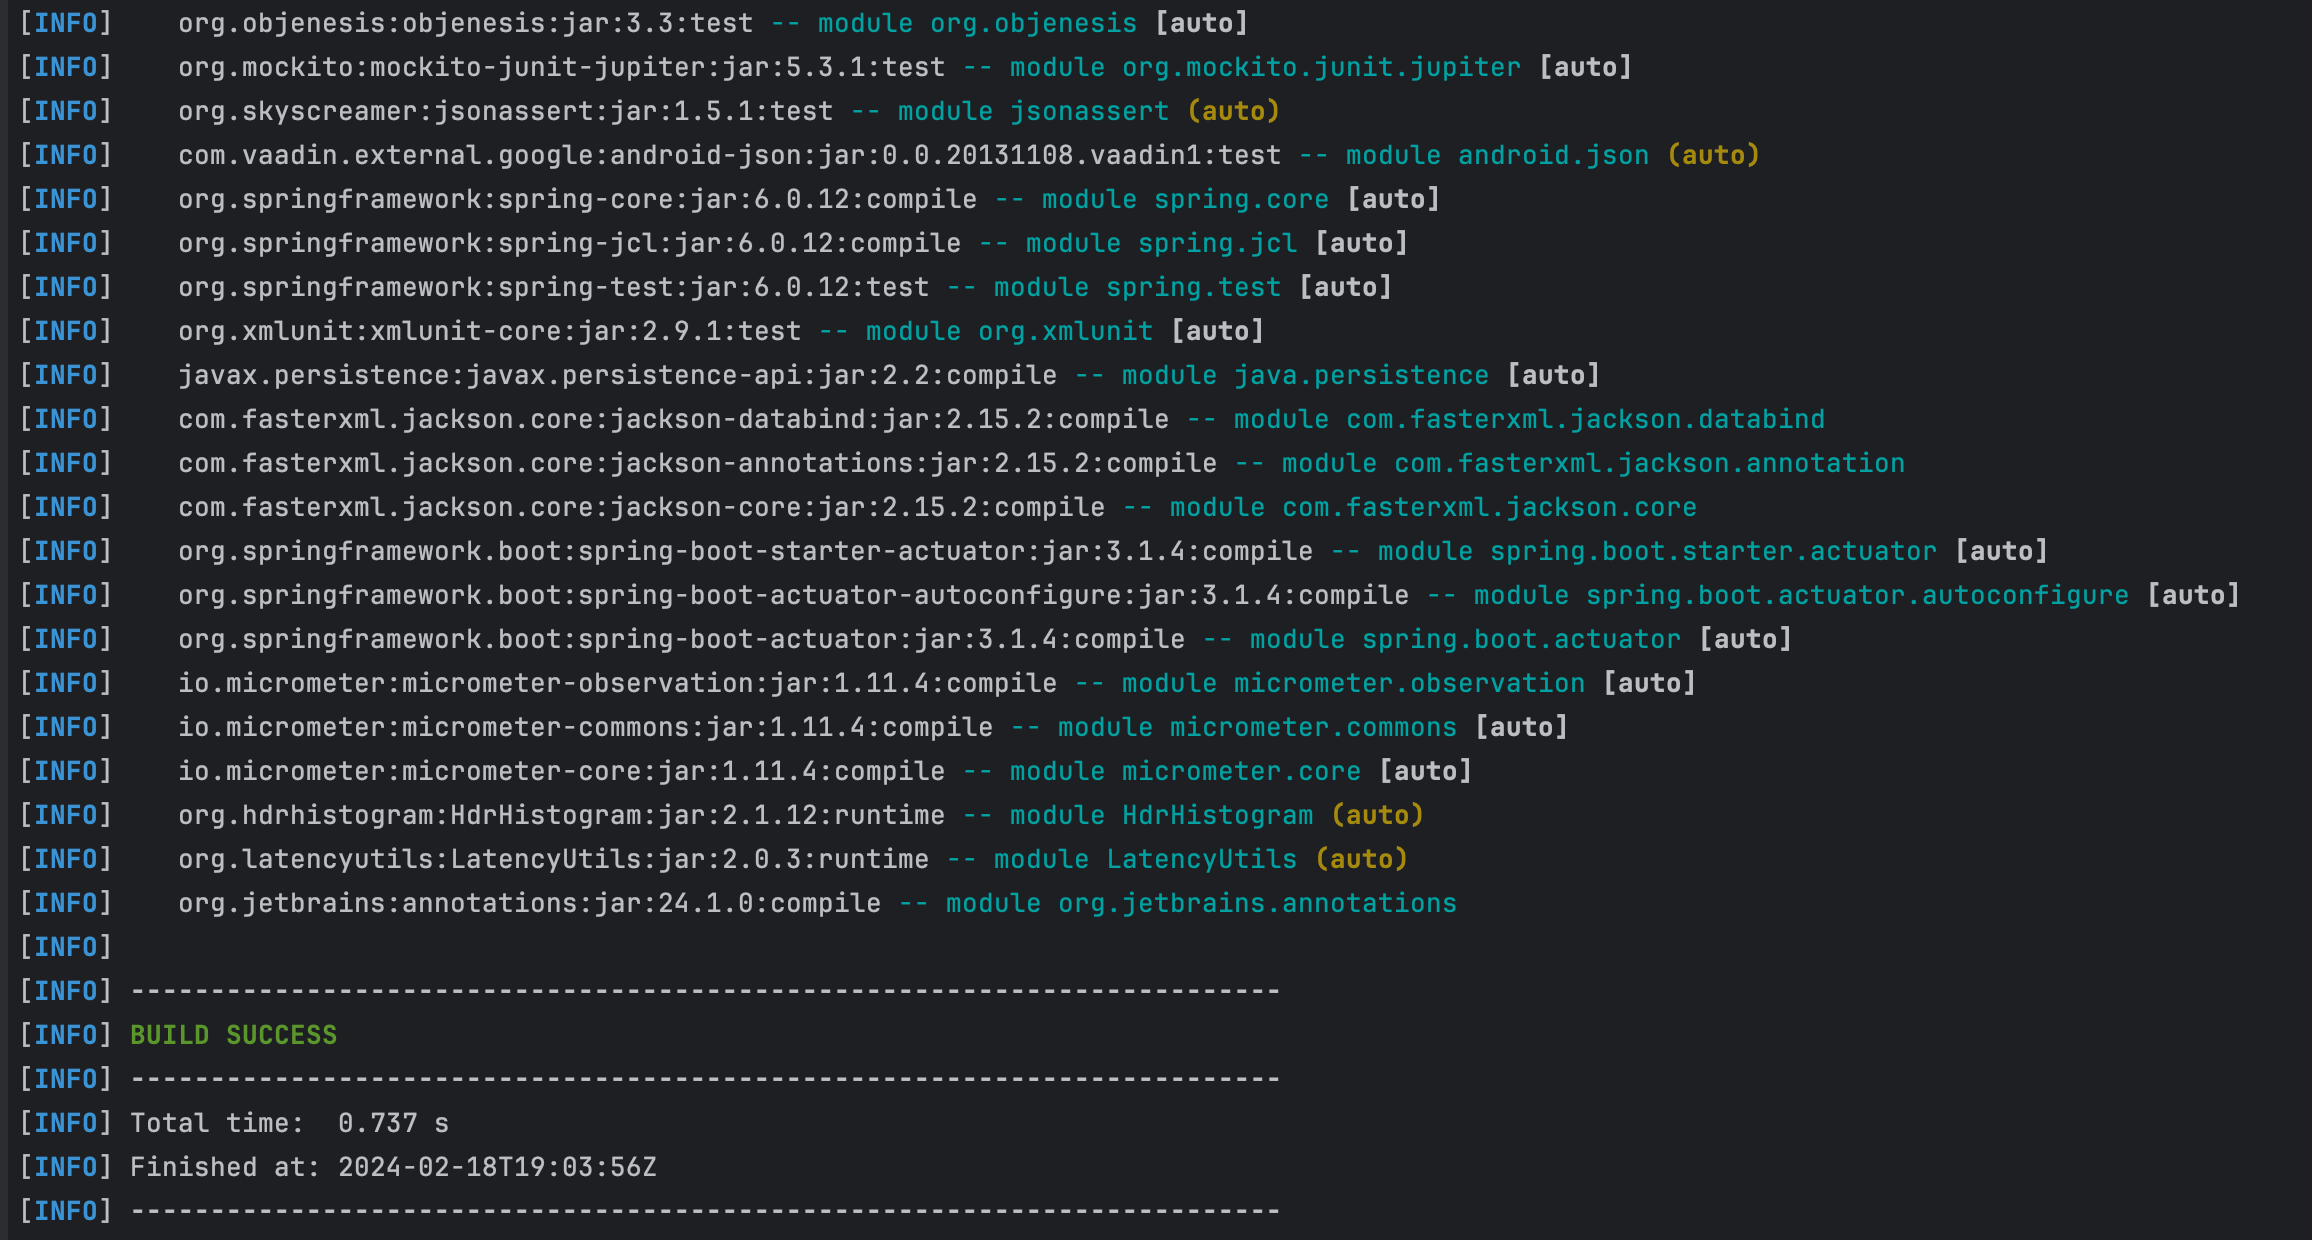 [INFO]    org.objenesis:objenesis:jar:3.3:test -- module org.objenesis [auto]
[INFO]    org.mockito:mockito-junit-jupiter:jar:5.3.1:test -- module org.mockito.junit.jupiter [auto]
[INFO]    org.skyscreamer:jsonassert:jar:1.5.1:test -- module jsonassert (auto)
[INFO]    com.vaadin.external.google:android-json:jar:0.0.20131108.vaadin1:test -- module android.json (auto)
[INFO]    org.springframework:spring-core:jar:6.0.12:compile -- module spring.core [auto]
[INFO]    org.springframework:spring-jcl:jar:6.0.12:compile -- module spring.jcl [auto]
[INFO]    org.springframework:spring-test:jar:6.0.12:test -- module spring.test [auto]
[INFO]    org.xmlunit:xmlunit-core:jar:2.9.1:test -- module org.xmlunit [auto]
[INFO]    javax.persistence:javax.persistence-api:jar:2.2:compile -- module java.persistence [auto]
[INFO]    com.fasterxml.jackson.core:jackson-databind:jar:2.15.2:compile -- module com.fasterxml.jackson.databind
[INFO]    com.fasterxml.jackson.core:jackson-annotations:jar:2.15.2:compile -- module com.fasterxml.jackson.annotation
[INFO]    com.fasterxml.jackson.core:jackson-core:jar:2.15.2:compile -- module com.fasterxml.jackson.core
[INFO]    org.springframework.boot:spring-boot-starter-actuator:jar:3.1.4:compile -- module spring.boot.starter.actuator [auto]
[INFO]    org.springframework.boot:spring-boot-actuator-autoconfigure:jar:3.1.4:compile -- module spring.boot.actuator.autoconfigure [auto]
[INFO]    org.springframework.boot:spring-boot-actuator:jar:3.1.4:compile -- module spring.boot.actuator [auto]
[INFO]    io.micrometer:micrometer-observation:jar:1.11.4:compile -- module micrometer.observation [auto]
[INFO]    io.micrometer:micrometer-commons:jar:1.11.4:compile -- module micrometer.commons [auto]
[INFO]    io.micrometer:micrometer-core:jar:1.11.4:compile -- module micrometer.core [auto]
[INFO]    org.hdrhistogram:HdrHistogram:jar:2.1.12:runtime -- module HdrHistogram (auto)
[INFO]    org.latencyutils:LatencyUtils:jar:2.0.3:runtime -- module LatencyUtils (auto)
[INFO]    org.jetbrains:annotations:jar:24.1.0:compile -- module org.jetbrains.annotations
[INFO]
[INFO] ------------------------------------------------------------------------
[INFO] BUILD SUCCESS
[INFO] ------------------------------------------------------------------------
[INFO] Total time:  0.737 s
[INFO] Finished at: 2024-02-18T19:03:56Z
[INFO] ------------------------------------------------------------------------